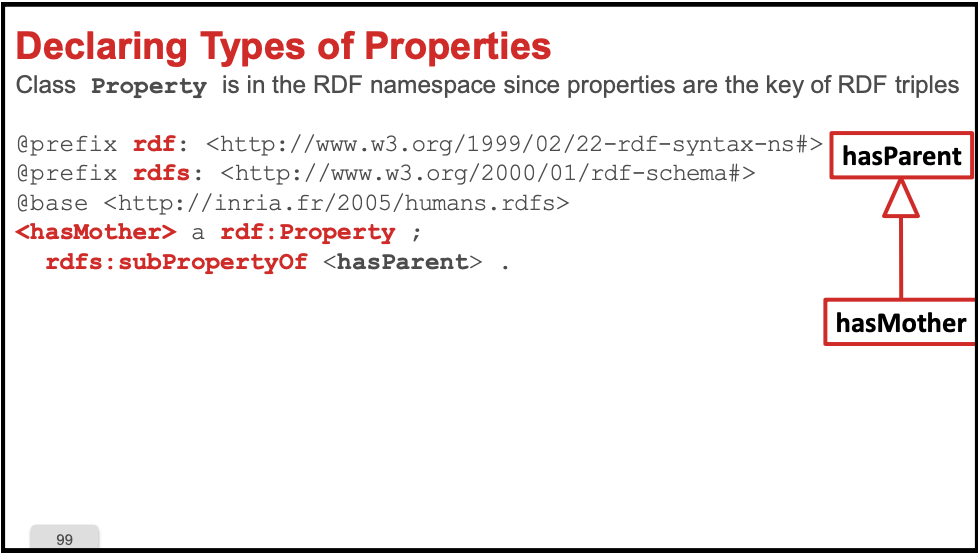 Declaring Types of Properties
Class Property is in the RDF namespace since properties are the key of RDF triples
@prefix rdf: <http://www.w3.org/1999/02/22-rdf-syntax-ns#>
@prefix rdfs: <http://www.w3.org/2000/01/rdf-schema#>
@base <http://inria.fr/2005/humans.rdfs>
<hasMother> a rdf:Property ;
rdfs:subPropertyOf <hasParent> .
hasParent
hasMother
99